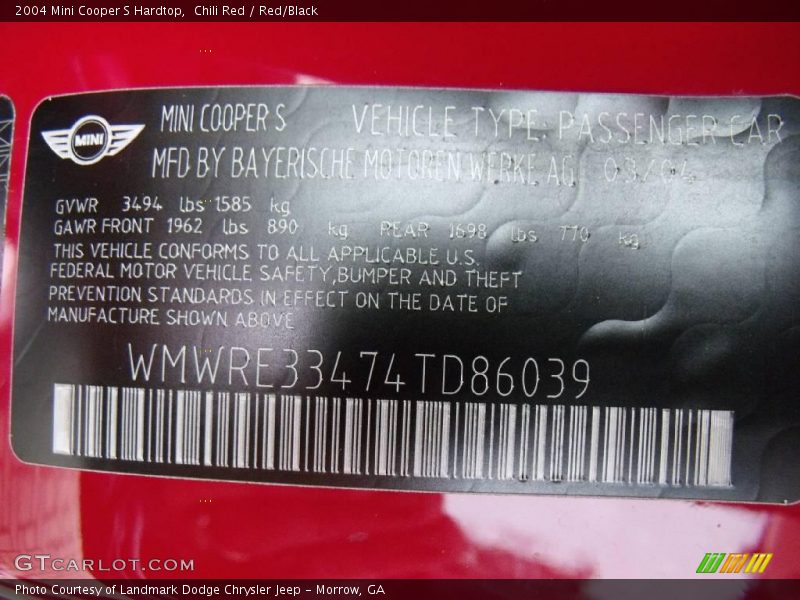 2004 Mini Cooper S Hardtop,  Chili Red / Red/Black
MINI
MINI COOPER S VEHICLE TYPE: PASSENGER CAR
MFD BY BAYERISCHE MOTOREN WERKE AG 03/04
GVWR 3494 lbs 1585 kg
GAWR FRONT 1962 lbs 890 kg REAR 1698 lbs 770 kg
THIS VEHICLE CONFORMS TO ALL APPLICABLE U.S.
FEDERAL MOTOR VEHICLE SAFETY,BUMPER AND THEFT
PREVENTION STANDARDS IN EFFECT ON THE DATE OF
MANUFACTURE SHOWN ABOVE
WMWRE33474TD86039
GTCARLOT.COM
Photo Courtesy of Landmark Dodge Chrysler Jeep - Morrow, GA